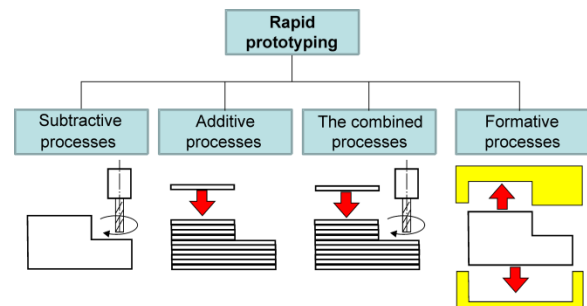 Rapid
prototyping
Subtractive
processes
Additive
processes
The combined
processes
Formative
processes